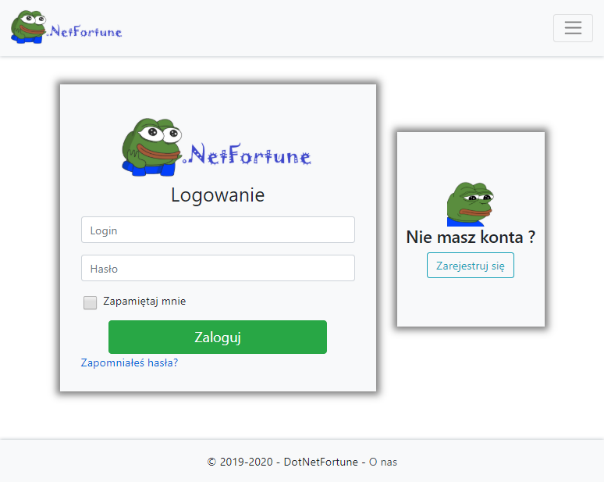 .NetFortune
.NetFortune
Logowanie
Login
Hasło
Zapamiętaj mnie
Zaloguj
Zapomniałeś hasła?
Nie masz konta ?
Zarejestruj się
© 2019-2020 - DotNetFortune - O nas